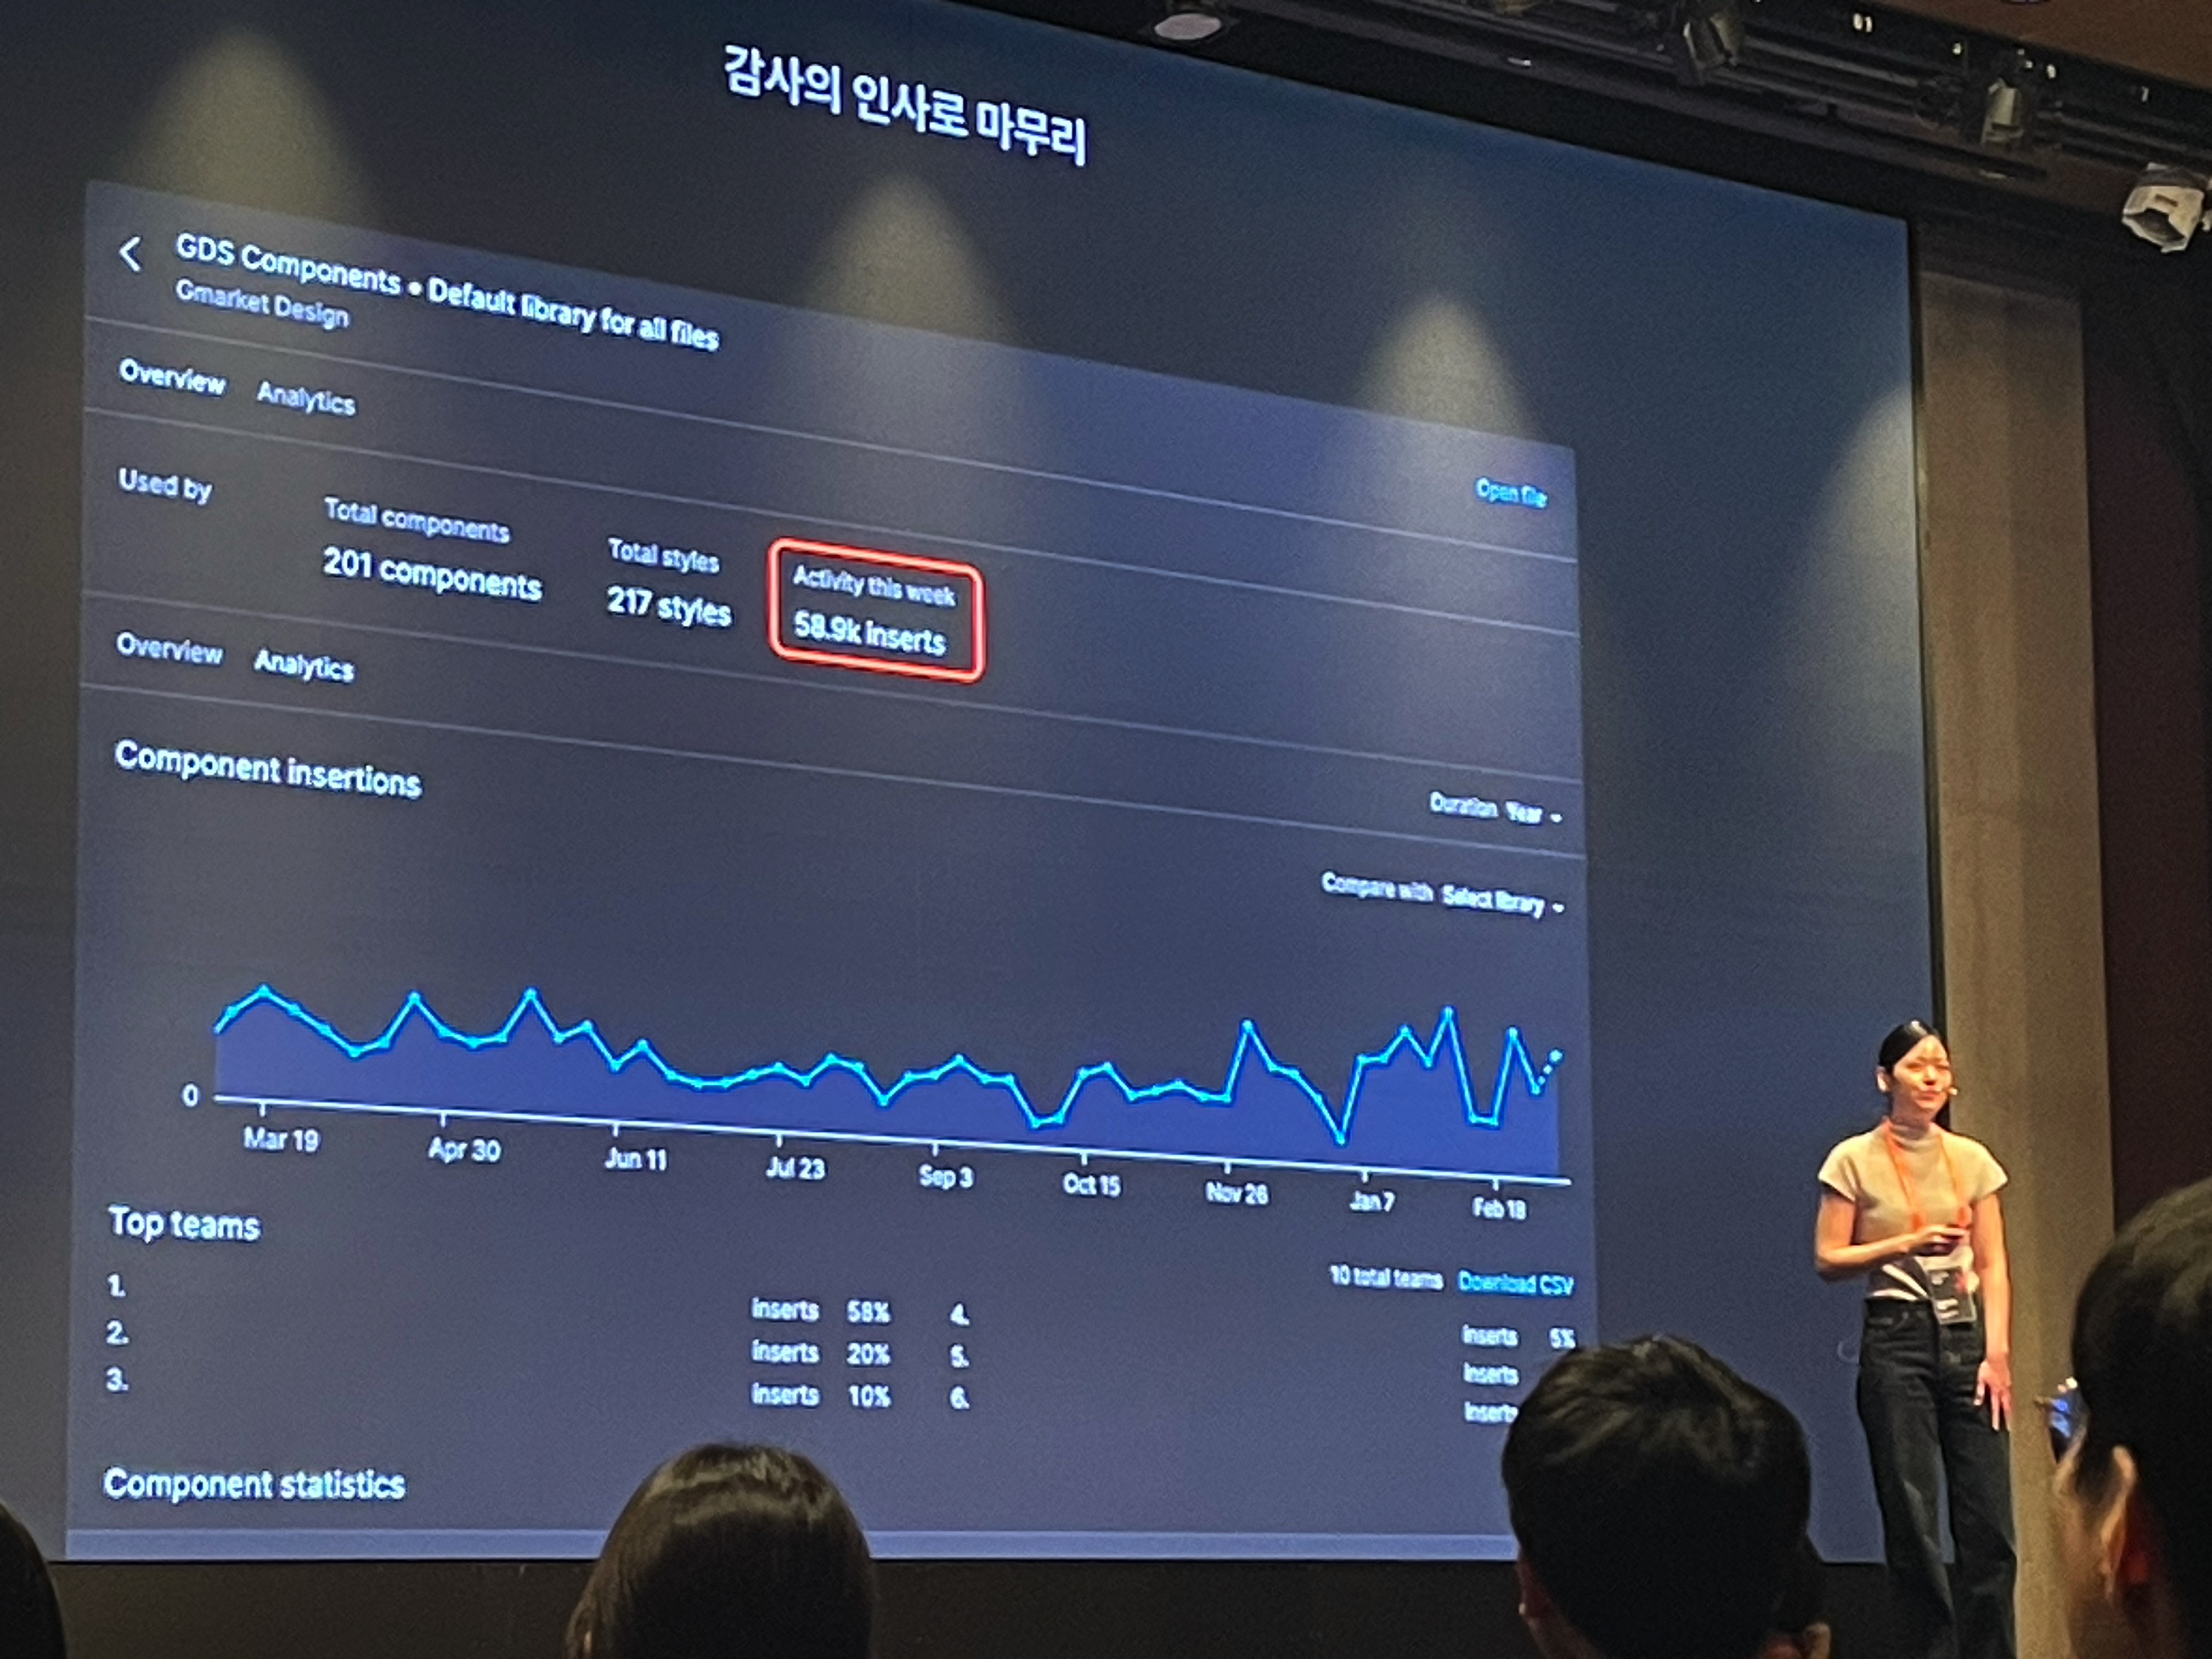 감사의 인사로 마무리
GDS Components • Default library for all files
Gmarket Design
Overview Analytics
Open file
Used by
Total components
201 components
Total styles
217 styles
Activity this week
58.9k inserts
Overview Analytics
Duration Year
Component insertions
Compare with Select library
0
Mar 19 Apr 30 Jun 11 Jul 23 Sep 3 Oct 15 Nov 26 Jan 7 Feb 18
Top teams
10 total teams Download CSV
1. inserts 58% 4. inserts 5%
2. inserts 20% 5. inserts
3. inserts 10% 6. inserts
Component statistics